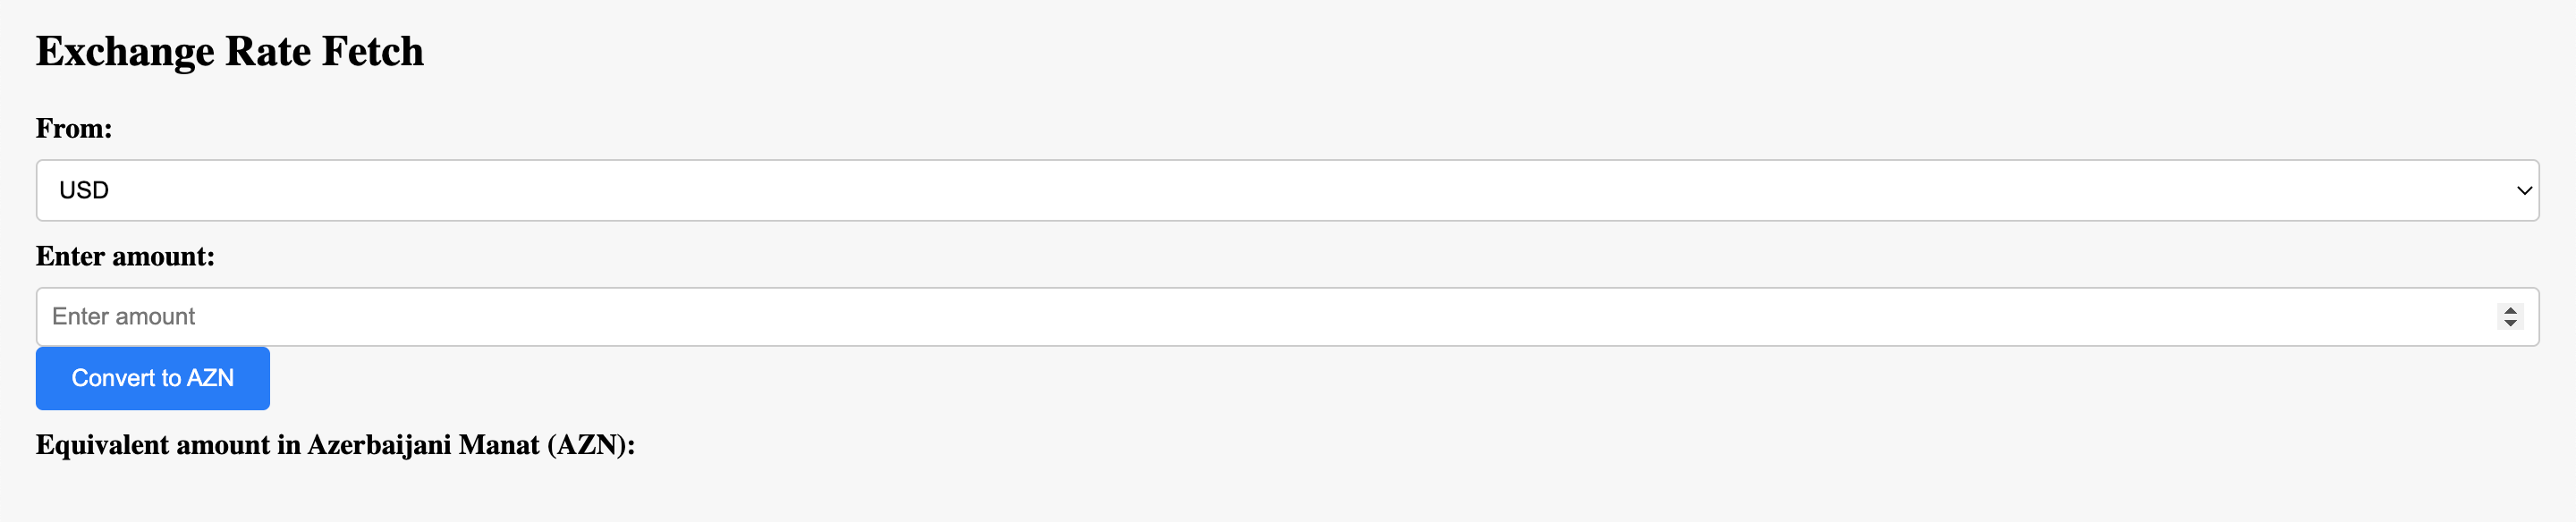 Exchange Rate Fetch
From:
USD
Enter amount:
Enter amount
Convert to AZN
Equivalent amount in Azerbaijani Manat (AZN):